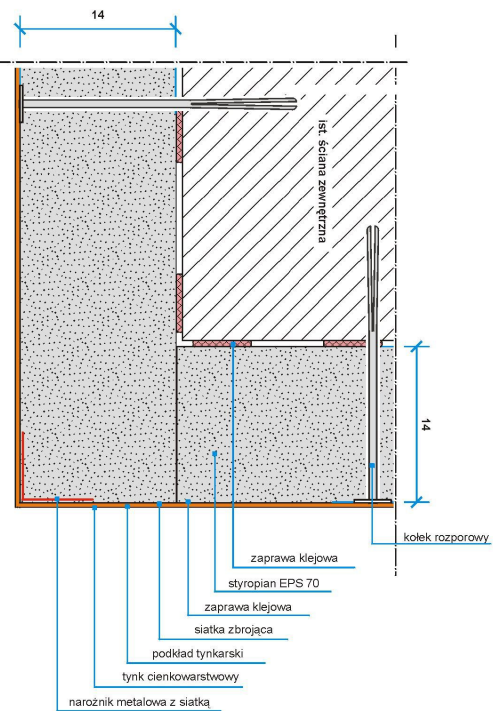 14
ist. ściana zewnętrzna
14
kołek rozporowy
zaprawa klejowa
styropian EPS 70
zaprawa klejowa
siatka zbrojąca
podkład tynkarski
tynk cienkowarstwowy
narożnik metalowa z siatką